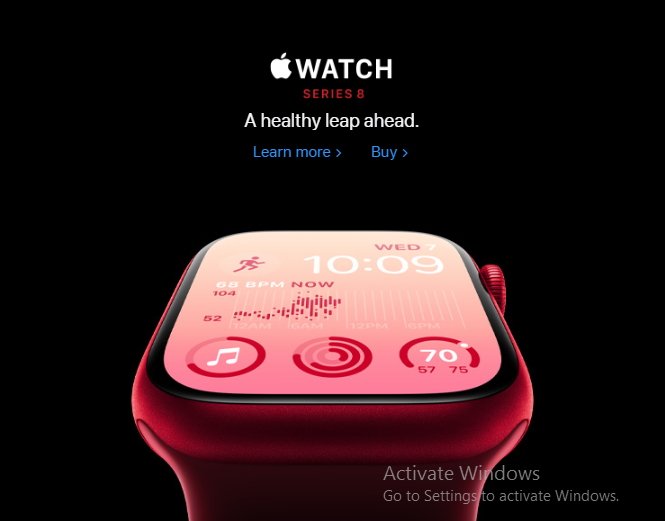 WATCH
SERIES 8
A healthy leap ahead.
Learn more > Buy >
WED 7
10:09
68 BPM NOW
104
52
12AM 6AM 12PM 6PM
70
57 75
Activate Windows
Go to Settings to activate Windows.